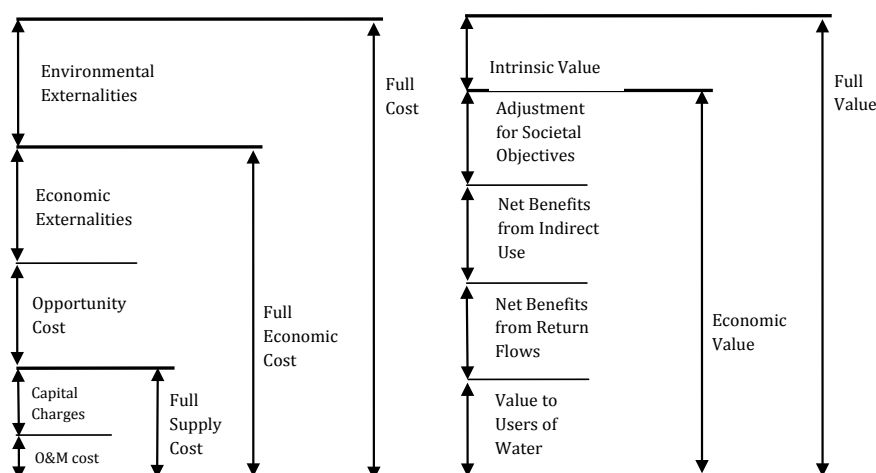 Environmental
Externalities
Full
Cost
Economic
Externalities
Opportunity
Cost
Full
Economic
Cost
Capital
Charges
Full
Supply
Cost
O&M cost
Intrinsic Value
Full
Value
Adjustment
for Societal
Objectives
Net Benefits
from Indirect
Use
Net Benefits
from Return
Flows
Economic
Value
Value to
Users of
Water